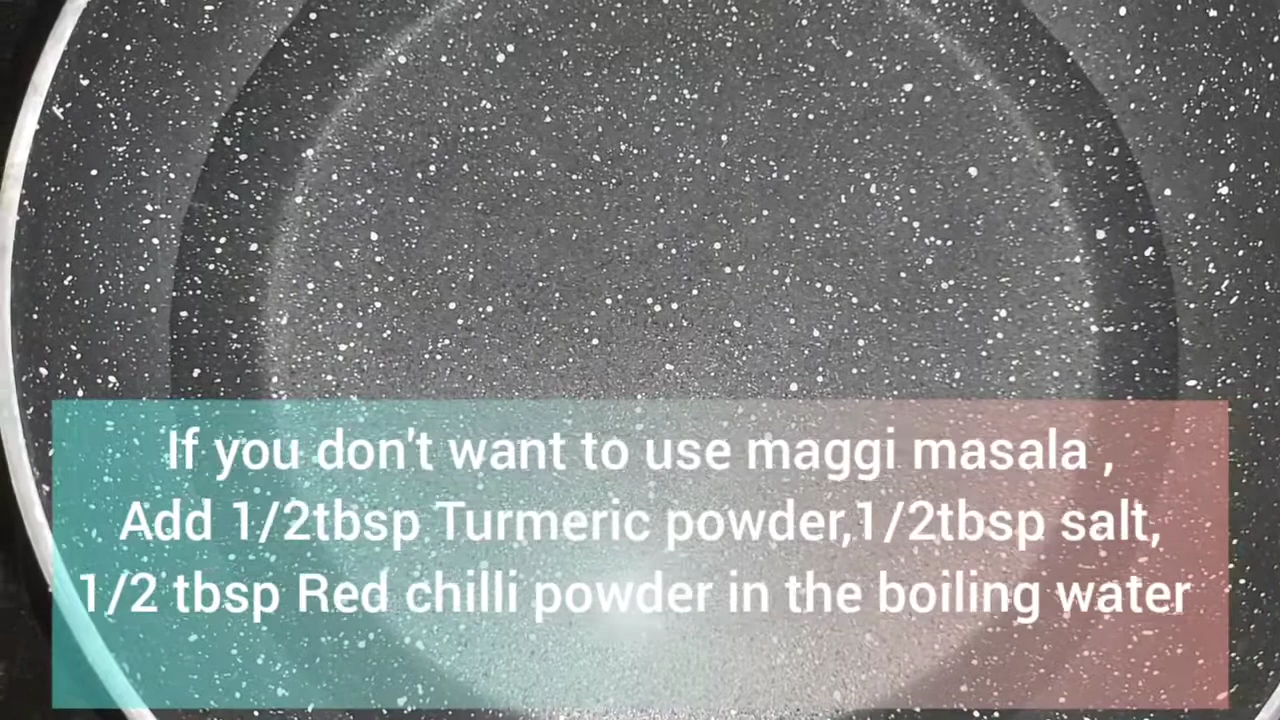 If you don't want to use maggi masala ,
Add 1/2tbsp Turmeric powder,1/2tbsp salt,
1/2 tbsp Red chilli powder in the boiling water